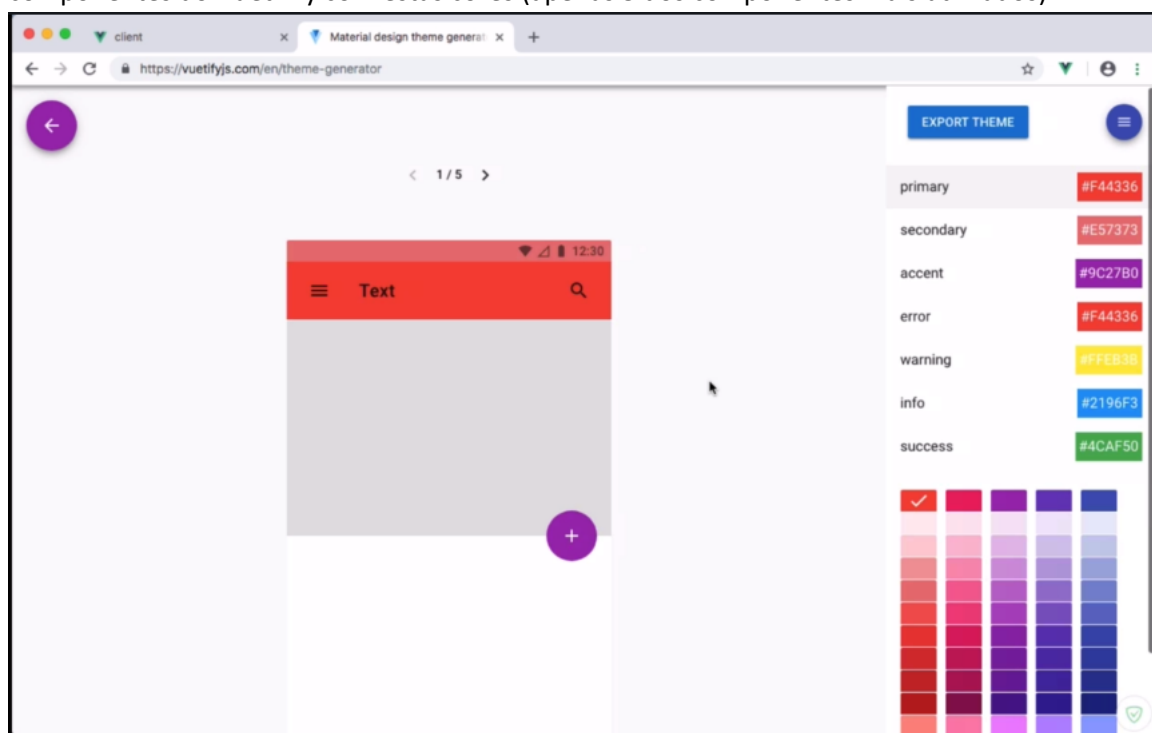 client
Material design theme generat
https://vuetifyjs.com/en/theme-generator
EXPORT THEME
1 / 5
primary #F44336
secondary #E57373
12:30
accent #9C27B0
Text
error #F44336
warning #FFEB3B
info #2196F3
success #4CAF50